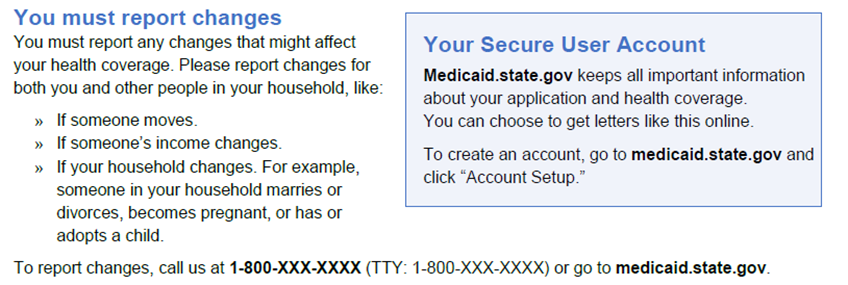 You must report changes
You must report any changes that might affect
your health coverage. Please report changes for
both you and other people in your household, like:
» If someone moves.
» If someone’s income changes.
» If your household changes. For example,
someone in your household marries or
divorces, becomes pregnant, or has or
adopts a child.
Your Secure User Account
Medicaid.state.gov keeps all important information
about your application and health coverage.
You can choose to get letters like this online.
To create an account, go to medicaid.state.gov and
click “Account Setup.”
To report changes, call us at 1-800-XXX-XXXX (TTY: 1-800-XXX-XXXX) or go to medicaid.state.gov.